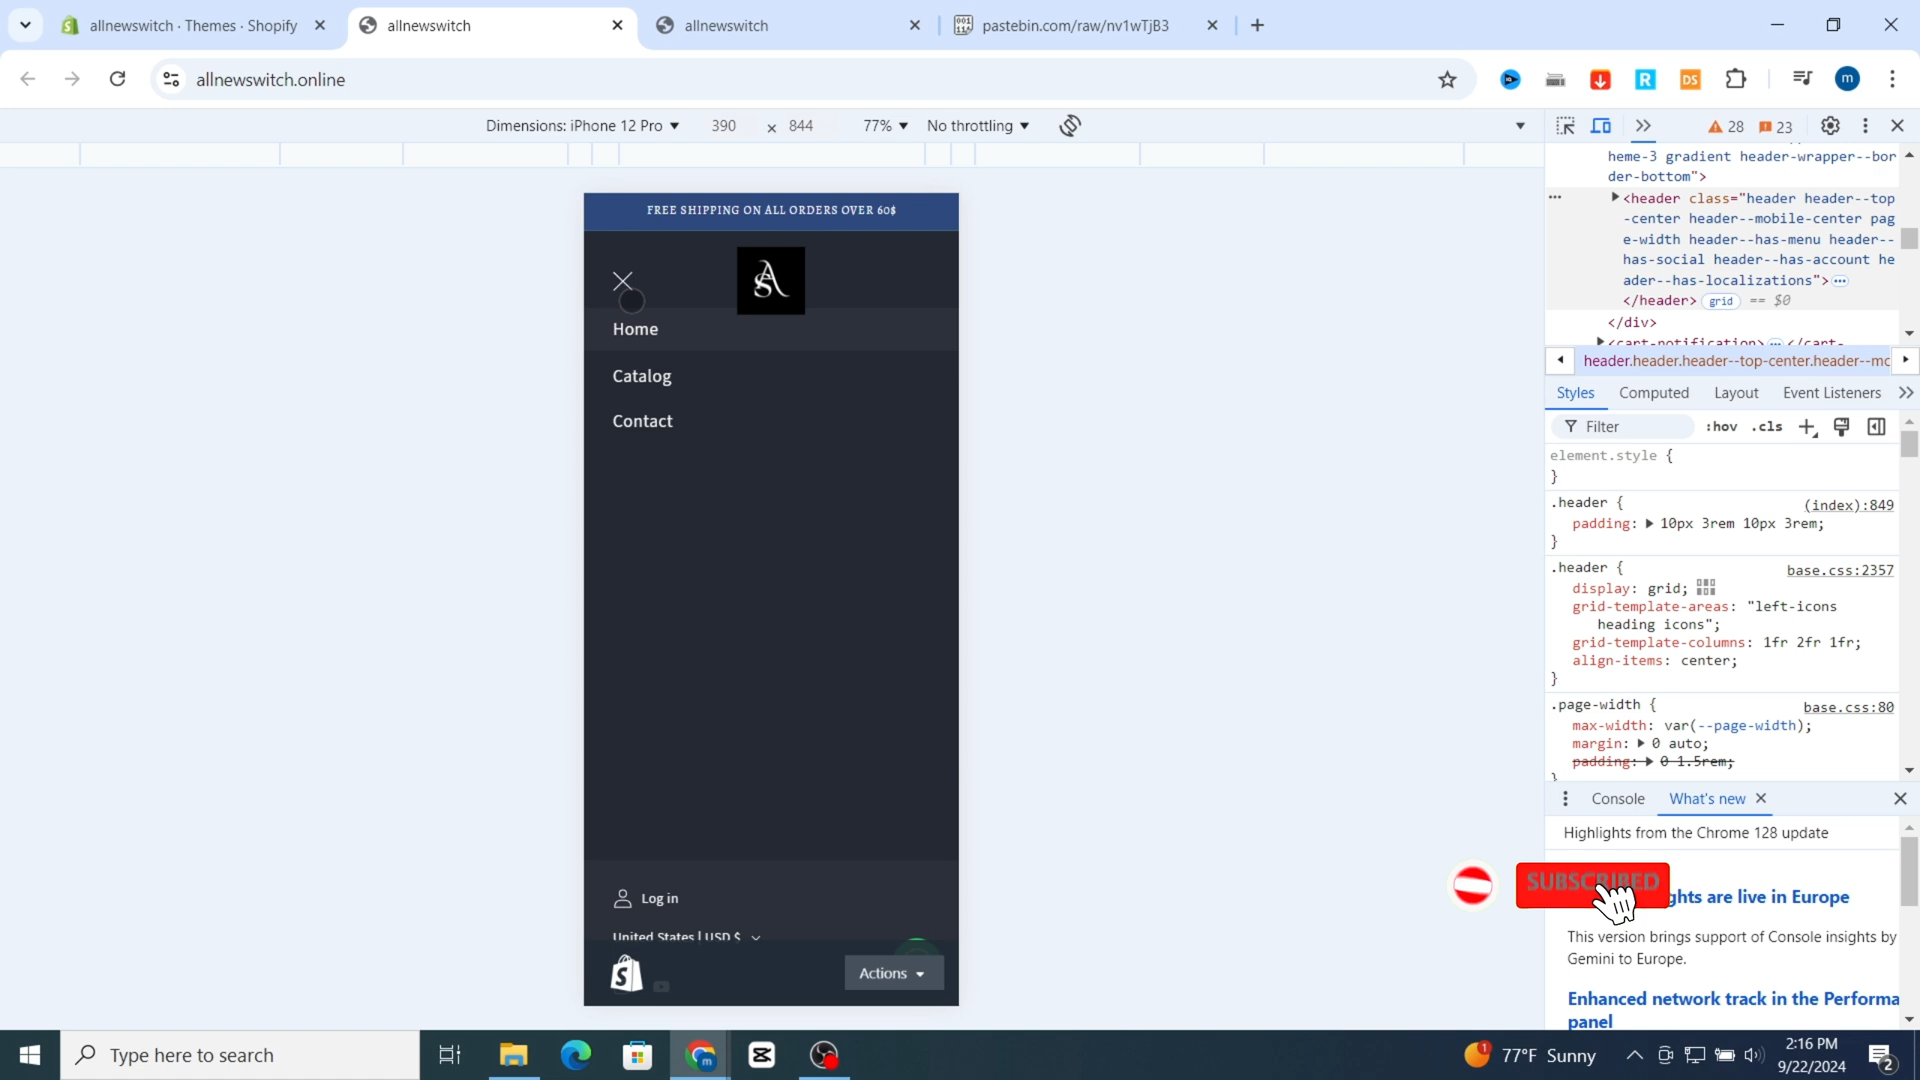 allnewswitch · Themes · Shopify
allnewswitch
allnewswitch
pastebin.com/raw/nv1wTjB3
allnewswitch.online
m
Dimensions: iPhone 12 Pro 390 x 844 77% No throttling
28 23
FREE SHIPPING ON ALL ORDERS OVER 60$
Home
Catalog
Contact
Log in
United States | USD $
Actions
heme-3 gradient header-wrapper--bor
der-bottom">
<header class="header header--top
-center header--mobile-center pag
e-width header--has-menu header--
has-social header--has-account he
ader--has-localizations">
</header> grid == $0
</div>
<cart-notification> </cart-
header.header.header--top-center.header--mc
Styles Computed Layout Event Listeners
Filter :hov .cls
element.style {
}
.header { (index):849
padding: 10px 3rem 10px 3rem;
}
.header { base.css:2357
display: grid;
grid-template-areas: "left-icons
heading icons";
grid-template-columns: 1fr 2fr 1fr;
align-items: center;
}
.page-width { base.css:80
max-width: var(--page-width);
margin: 0 auto;
padding: 0 1.5rem;
}
Console What's new
Highlights from the Chrome 128 update
SUBSCRIBED
ghts are live in Europe
This version brings support of Console insights by
Gemini to Europe.
Enhanced network track in the Performa
panel
Type here to search
1 77°F Sunny
2:16 PM
9/22/2024
2